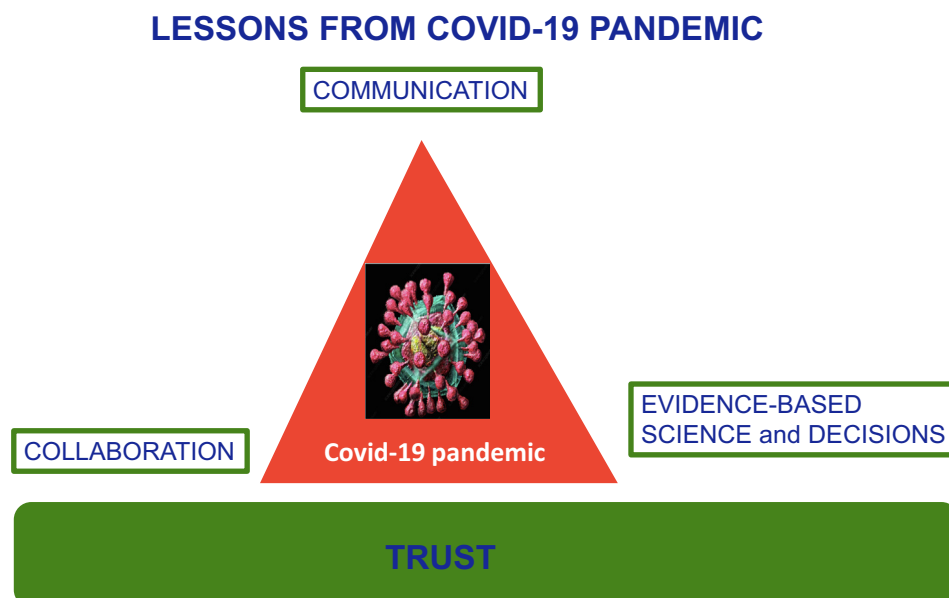 LESSONS FROM COVID-19 PANDEMIC
COMMUNICATION
COLLABORATION
Covid-19 pandemic
EVIDENCE-BASED
SCIENCE and DECISIONS
TRUST